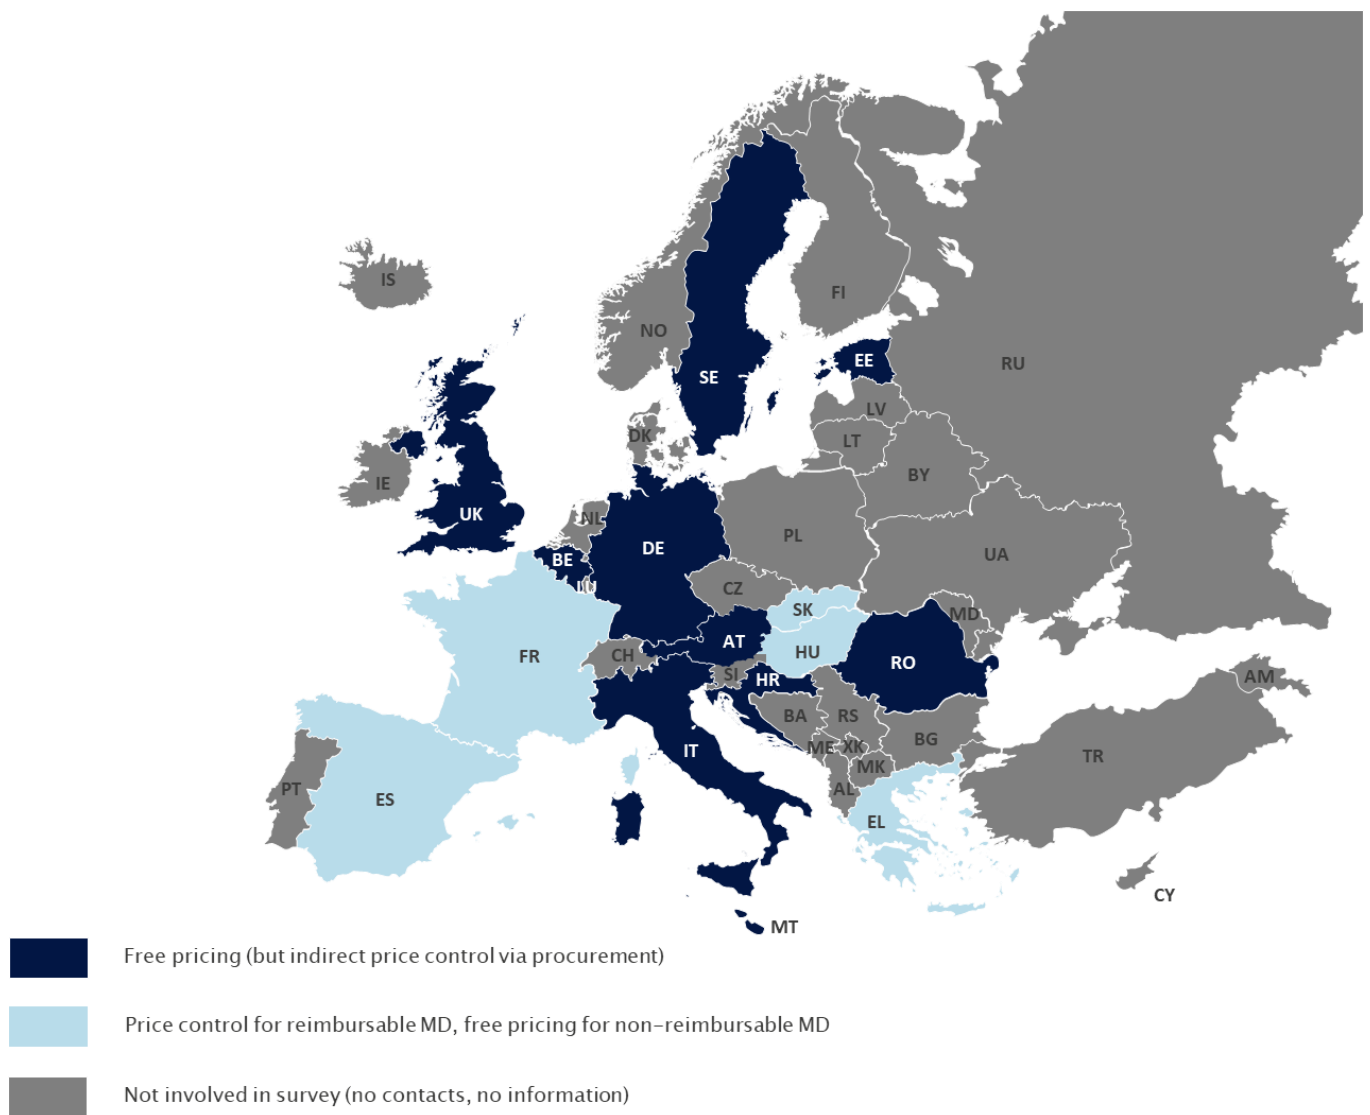 IS
FI
NO
EE
RU
SE
LV
DK
LT
BY
IE
NL
UK
PL
DE
UA
BE
LU
CZ
SK
MD
AT
HU
FR
CH
RO
SI
HR
AM
BA
RS
BG
ME
XK
IT
TR
MK
PT
AL
ES
EL
CY
MT
Free pricing (but indirect price control via procurement)
Price control for reimbursable MD, free pricing for non-reimbursable MD
Not involved in survey (no contacts, no information)